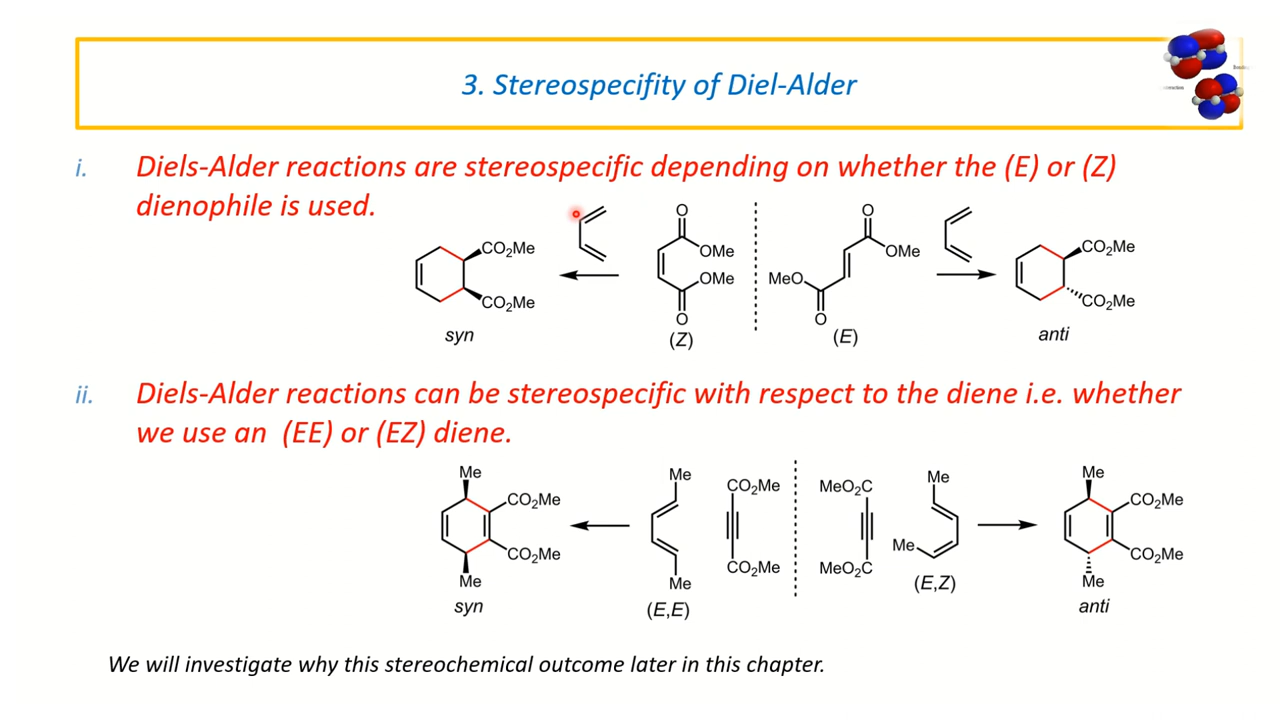 3. Stereospecifity of Diel-Alder
i. Diels-Alder reactions are stereospecific depending on whether the (E) or (Z)
dienophile is used.
CO₂Me
CO₂Me
syn
O
OMe
OMe
O
(Z)
O
OMe
MeO
O
(E)
CO₂Me
CO₂Me
anti
ii. Diels-Alder reactions can be stereospecific with respect to the diene i.e. whether
we use an (EE) or (EZ) diene.
Me
CO₂Me
CO₂Me
Me
syn
Me
Me
(E,E)
CO₂Me
CO₂Me
MeO₂C
MeO₂C
Me
Me
(E,Z)
Me
CO₂Me
CO₂Me
Me
anti
We will investigate why this stereochemical outcome later in this chapter.